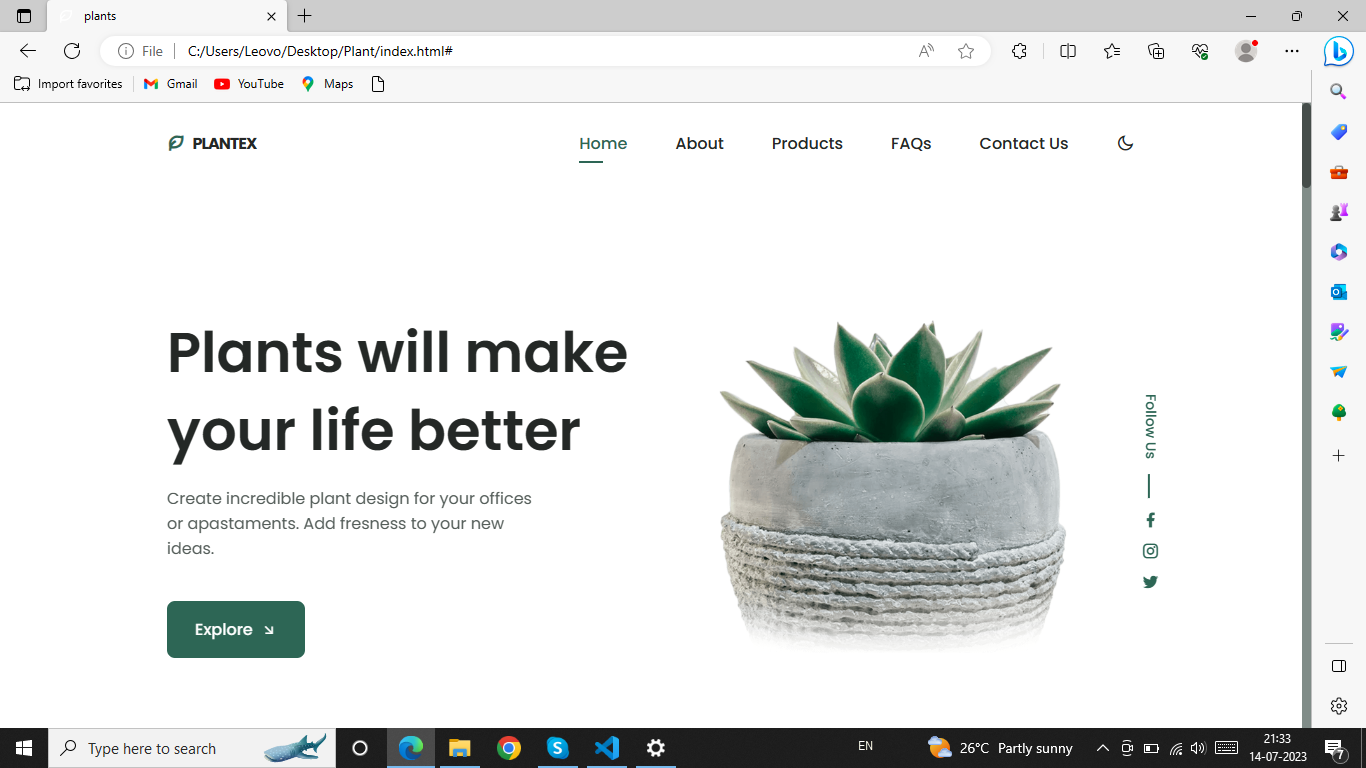 plants
File
C:/Users/Leovo/Desktop/Plant/index.html#
Import favorites
Gmail
YouTube
Maps
PLANTEX
Home
About
Products
FAQs
Contact Us
Plants will make
your life better
Create incredible plant design for your offices
or apastaments. Add fresness to your new
ideas.
Explore
Follow Us
Type here to search
26°C Partly sunny
EN
21:33
14-07-2023
7